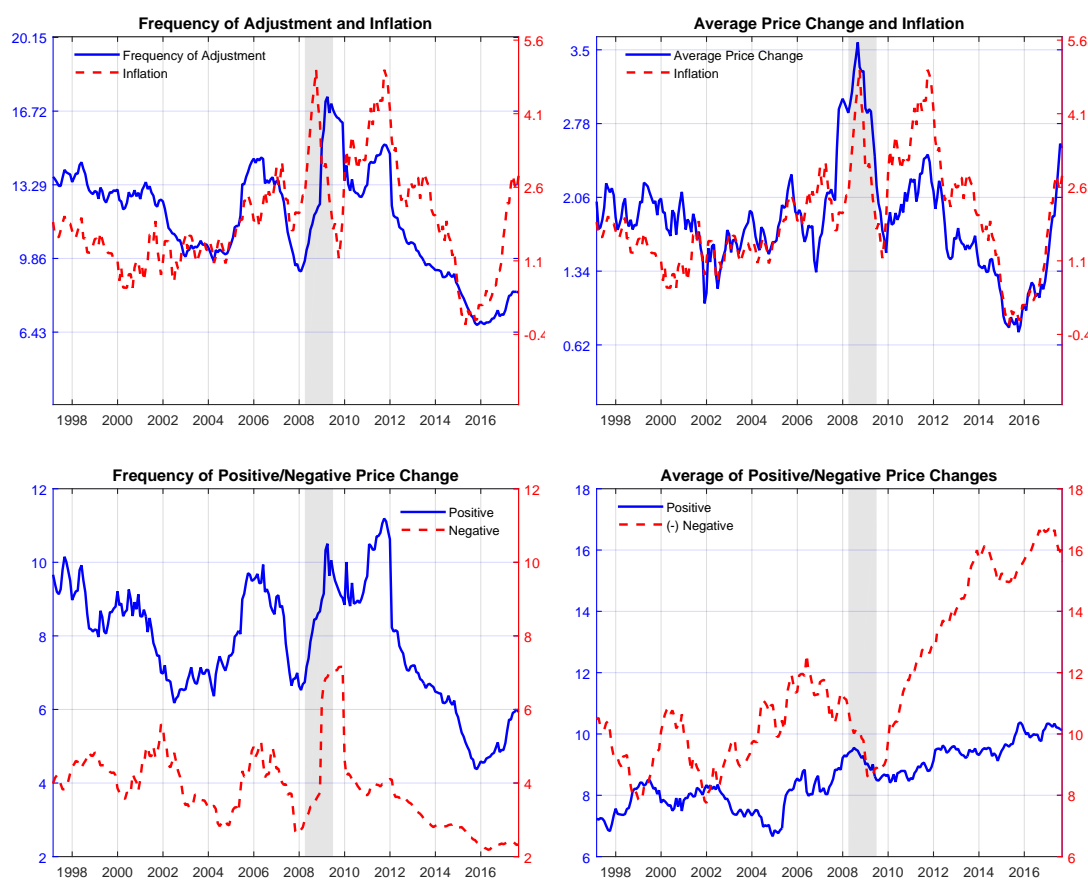 Frequency of Adjustment and Inflation
20.15
16.72
13.29
9.86
6.43
5.6
4.1
2.6
1.1
-0.4
Frequency of Adjustment
Inflation
1998 2000 2002 2004 2006 2008 2010 2012 2014 2016
Average Price Change and Inflation
3.5
2.78
2.06
1.34
0.62
5.6
4.1
2.6
1.1
-0.4
Average Price Change
Inflation
1998 2000 2002 2004 2006 2008 2010 2012 2014 2016
Frequency of Positive/Negative Price Change
12
10
8
6
4
2
12
10
8
6
4
2
Positive
Negative
1998 2000 2002 2004 2006 2008 2010 2012 2014 2016
Average of Positive/Negative Price Changes
18
16
14
12
10
8
6
18
16
14
12
10
8
6
Positive
(-) Negative
1998 2000 2002 2004 2006 2008 2010 2012 2014 2016